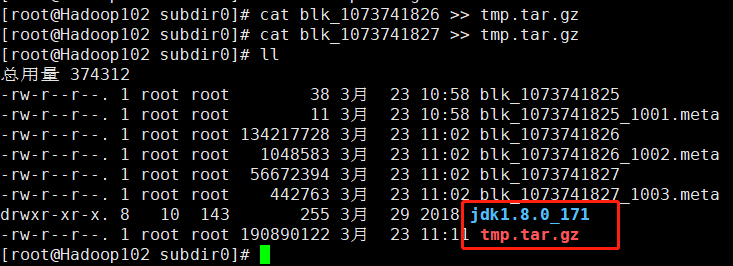 [root@Hadoop102 subdir0]# cat blk_1073741826 >> tmp.tar.gz
[root@Hadoop102 subdir0]# cat blk_1073741827 >> tmp.tar.gz
[root@Hadoop102 subdir0]# ll
总用量 374312
-rw-r--r--. 1 root root        38 3月  23 10:58 blk_1073741825
-rw-r--r--. 1 root root        11 3月  23 10:58 blk_1073741825_1001.meta
-rw-r--r--. 1 root root 134217728 3月  23 11:02 blk_1073741826
-rw-r--r--. 1 root root   1048583 3月  23 11:02 blk_1073741826_1002.meta
-rw-r--r--. 1 root root  56672394 3月  23 11:02 blk_1073741827
-rw-r--r--. 1 root root    442763 3月  23 11:02 blk_1073741827_1003.meta
drwxr-xr-x. 8   10  143       255 3月  29 2018 jdk1.8.0_171
-rw-r--r--. 1 root root 190890122 3月  23 11:11 tmp.tar.gz
[root@Hadoop102 subdir0]#